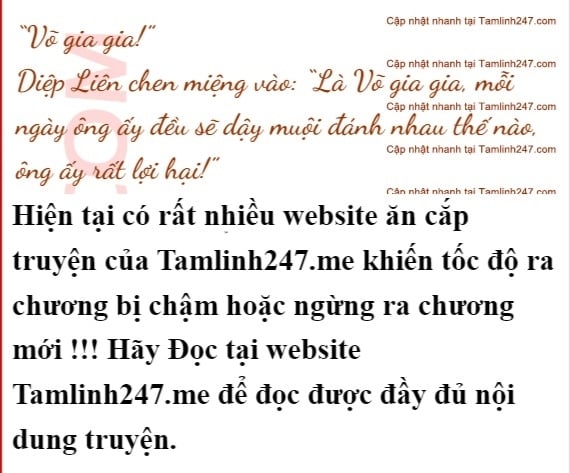 Cập nhật nhanh tại Tamlinh247.com
"Võ gia gia!"
Cập nhật nhanh tại Tamlinh247.com
Diệp Liên chen miệng vào: "Là Võ gia gia, mỗi
Cập nhật nhanh tại Tamlinh247.com
ngày ông ấy đều sẽ dậy muội đánh nhau thế nào,
Cập nhật nhanh tại Tamlinh247.com
ông ấy rất lợi hại!"
Cập nhật nhanh tại Tamlinh247.com
Hiện tại có rất nhiều website ăn cắp
truyện của Tamlinh247.me khiến tốc độ ra
chương bị chậm hoặc ngừng ra chương
mới !!! Hãy Đọc tại website
Tamlinh247.me để đọc được đầy đủ nội
dung truyện.